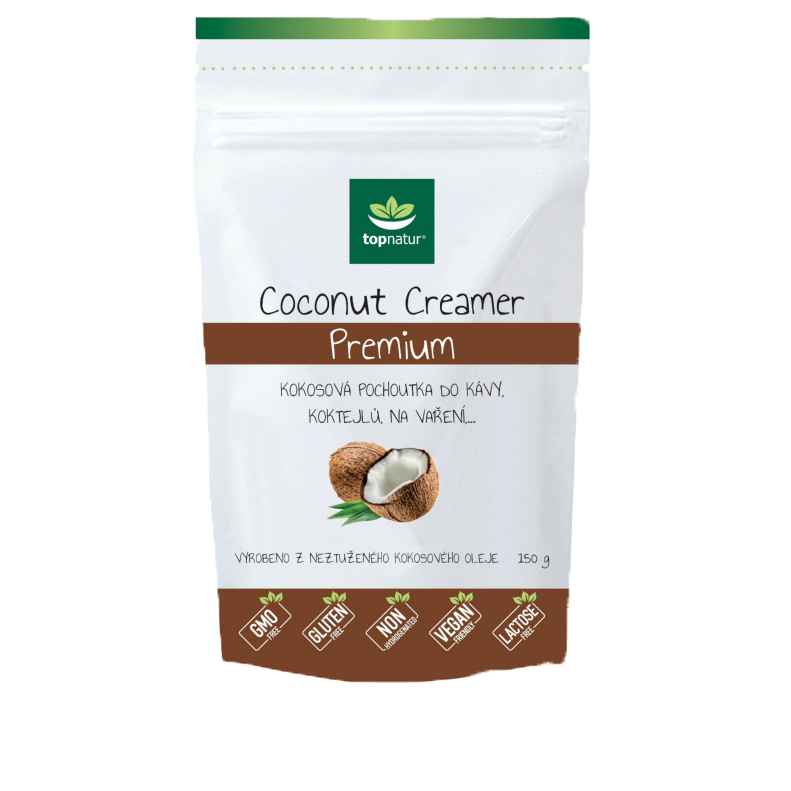 topnatur®
Coconut Creamer
Premium
KOKOSOVÁ POCHOUTKA DO KÁVY,
KOKTEJLŮ, NA VAŘENÍ,...
VÝROBENO Z NEZTUŽENÉHO KOKOSOVÉHO OLEJE 150 g
GMO
FREE
GLUTEN
FREE
NON
HYDROGENATED
VEGAN
FRIENDLY
LACTOSE
FREE